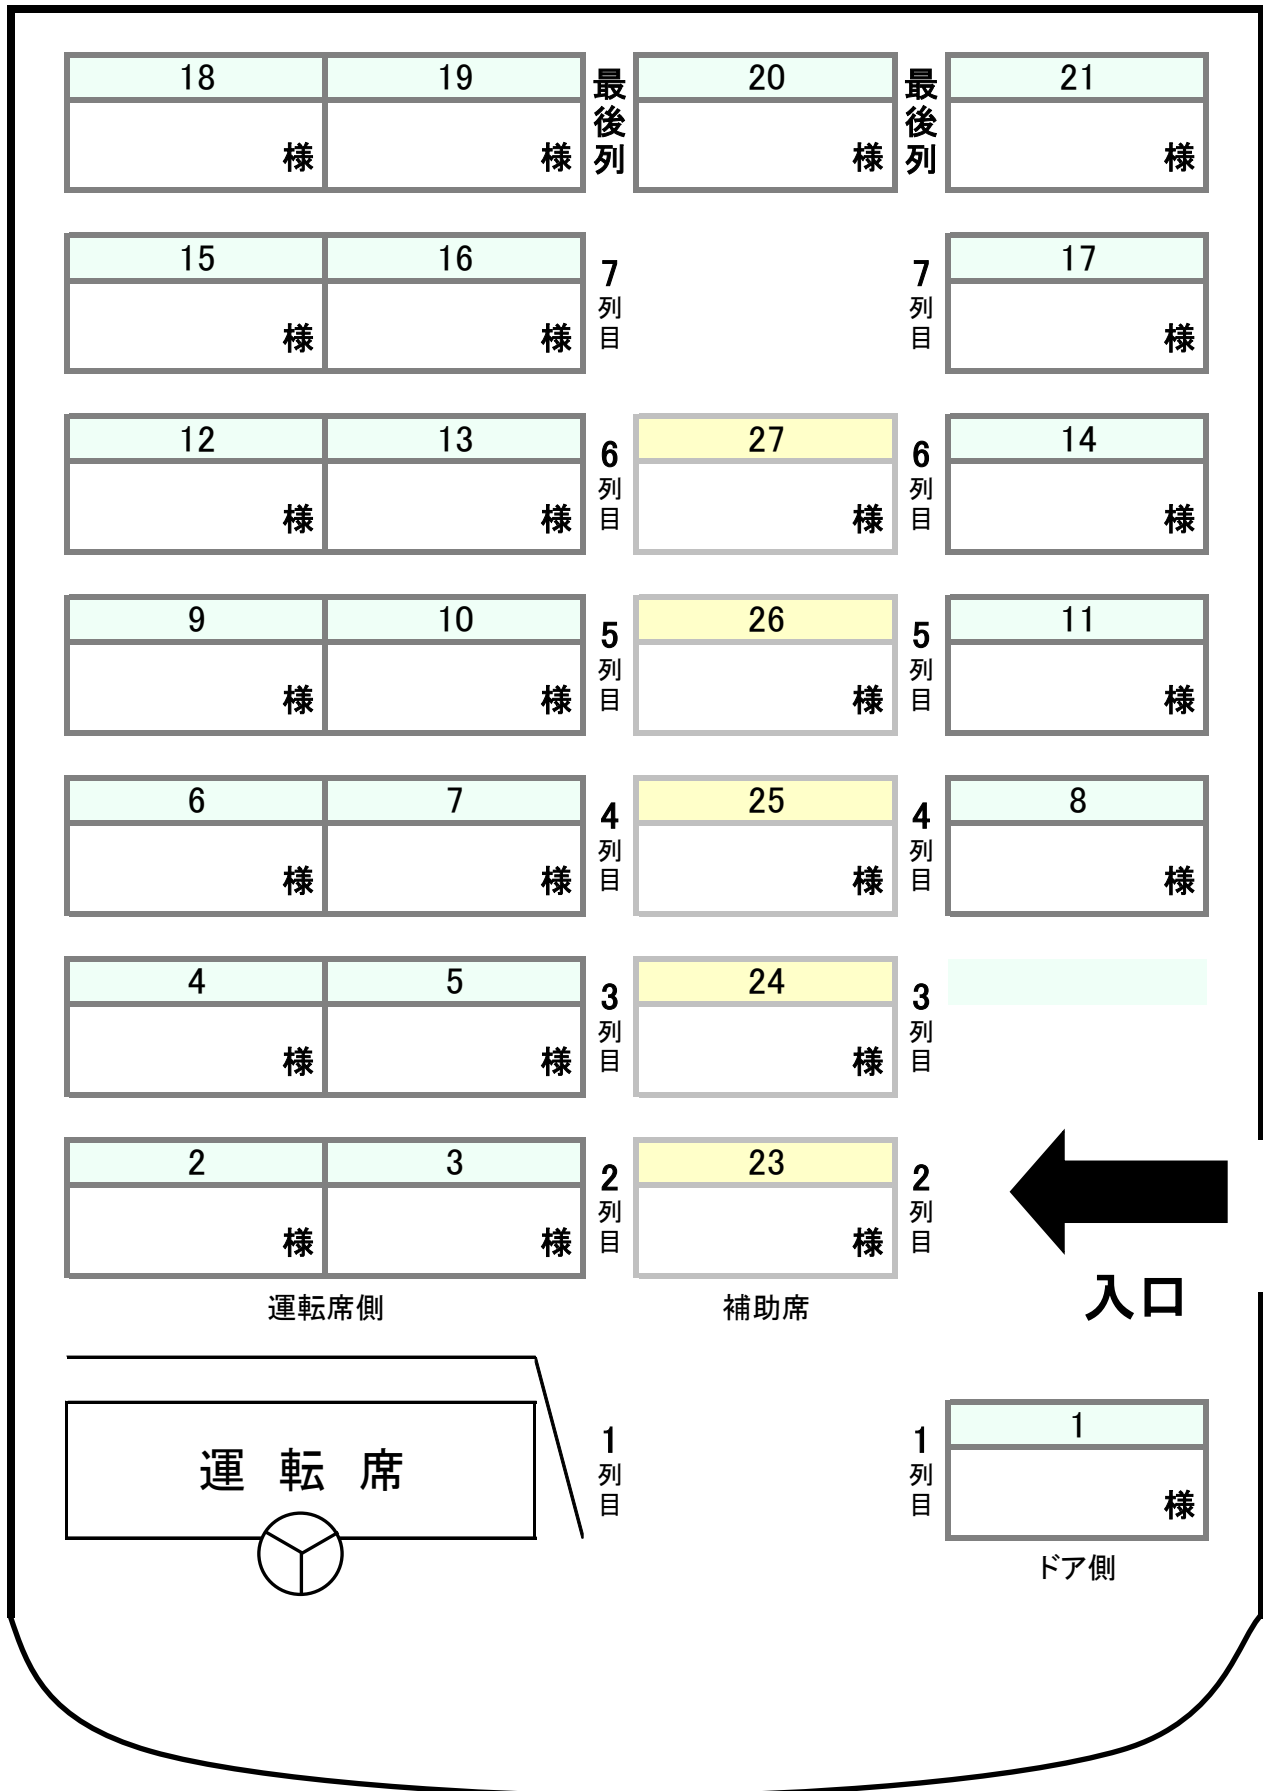 18 19 最後列 20 最後列 21
様 様 様 様
15 16 7列目 7列目 17
様 様 様
12 13 6列目 27 6列目 14
様 様 様 様
9 10 5列目 26 5列目 11
様 様 様 様
6 7 4列目 25 4列目 8
様 様 様 様
4 5 3列目 24 3列目
様 様 様
2 3 2列目 23 2列目
様 様 様
運転席側 補助席 入口
運転席 1列目 1列目 1
様
ドア側